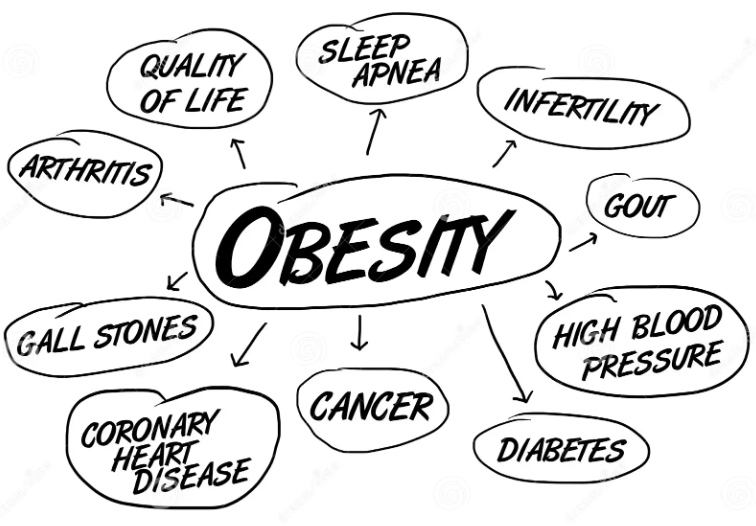 QUALITY
OF LIFE
SLEEP
APNEA
INFERTILITY
ARTHRITIS
GOUT
OBESITY
GALL STONES
HIGH BLOOD
PRESSURE
CORONARY
HEART
DISEASE
CANCER
DIABETES